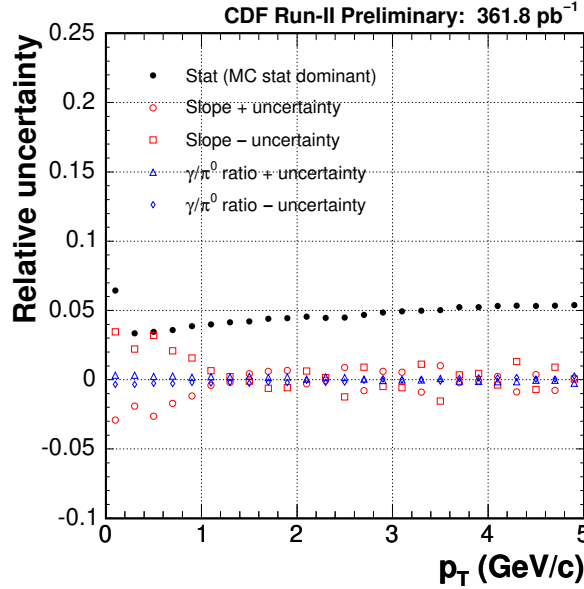 CDF Run-II Preliminary: 361.8 pb⁻¹
0.25
0.2
0.15
0.1
0.05
0
-0.05
-0.1
Relative uncertainty
Stat (MC stat dominant)
Slope + uncertainty
Slope − uncertainty
γ/π⁰ ratio + uncertainty
γ/π⁰ ratio − uncertainty
0 1 2 3 4 5
p_T (GeV/c)